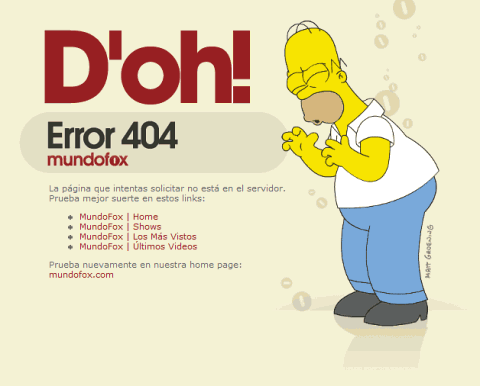 D'oh!
Error 404
mundofox
La página que intentas solicitar no está en el servidor.
Prueba mejor suerte en estos links:
MundoFox | Home
MundoFox | Shows
MundoFox | Los Más Vistos
MundoFox | Últimos Videos
Prueba nuevamente en nuestra home page:
mundofox.com
MATT GROENING